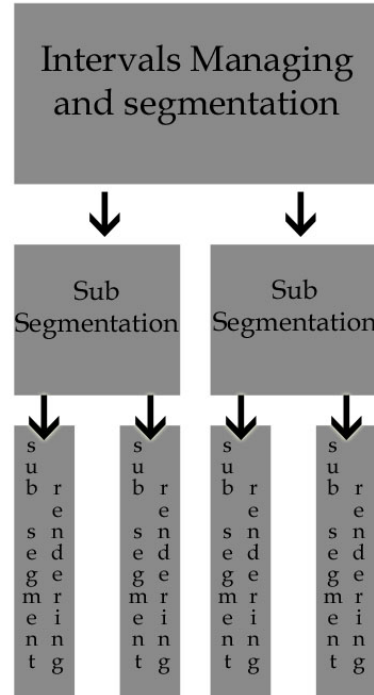 Intervals Managing
and segmentation
Sub
Segmentation
Sub
Segmentation
sub segment
rendering
sub segment
rendering
sub segment
rendering
sub segment
rendering